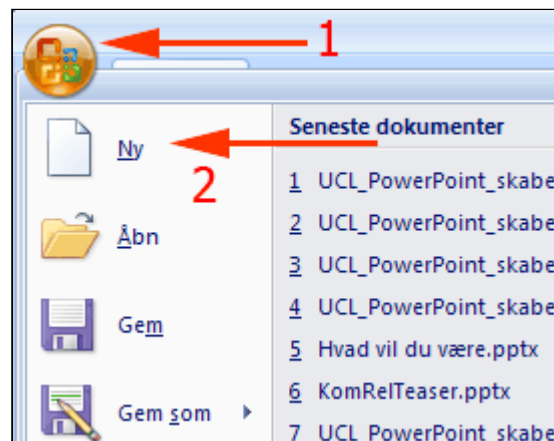 1
Ny
2
Åbn
Gem
Gem som
Seneste dokumenter
1 UCL_PowerPoint_skabe
2 UCL_PowerPoint_skabe
3 UCL_PowerPoint_skabe
4 UCL_PowerPoint_skabe
5 Hvad vil du være.pptx
6 KomRelTeaser.pptx
7 UCL_PowerPoint_skabe